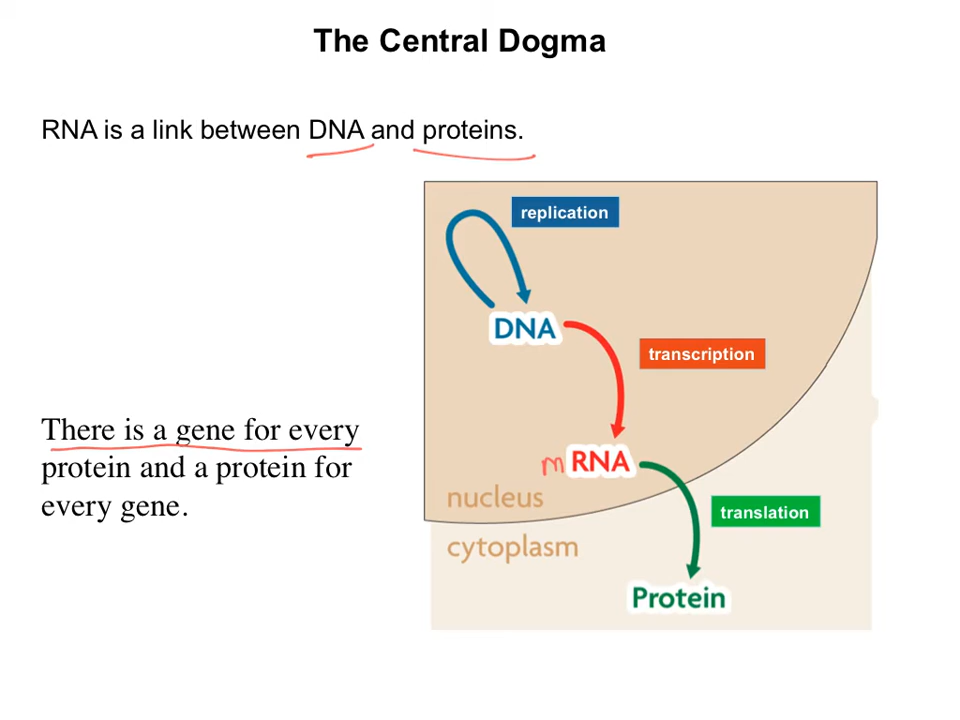 The Central Dogma
RNA is a link between DNA and proteins.
replication
DNA
transcription
There is a gene for every
protein and a protein for
every gene.
m RNA
nucleus
translation
cytoplasm
Protein